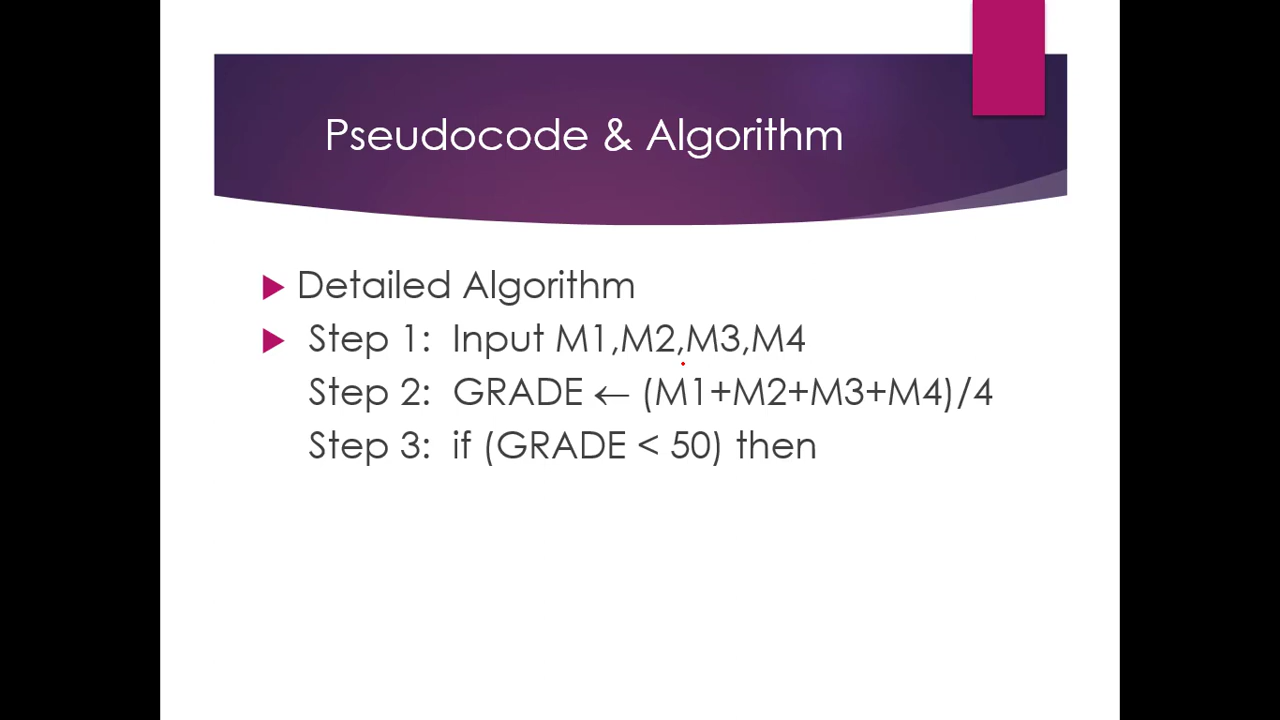 Pseudocode & Algorithm
Detailed Algorithm
Step 1: Input M1,M2,M3,M4
Step 2: GRADE ← (M1+M2+M3+M4)/4
Step 3: if (GRADE < 50) then